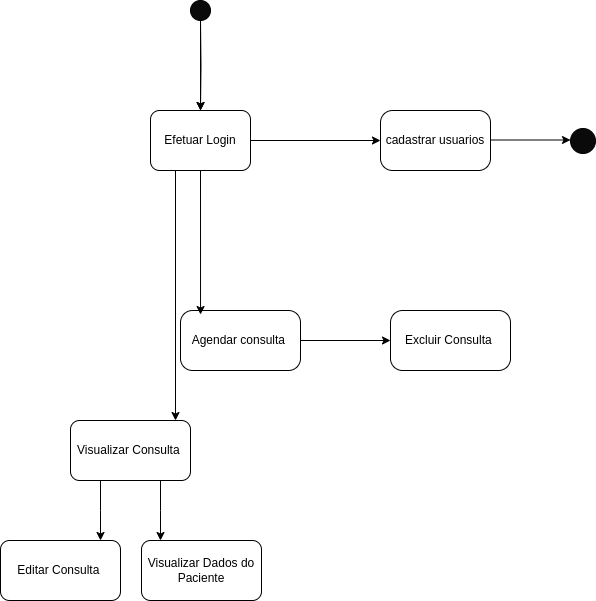 Efetuar Login
cadastrar usuarios
Agendar consulta
Excluir Consulta
Visualizar Consulta
Editar Consulta
Visualizar Dados do
Paciente